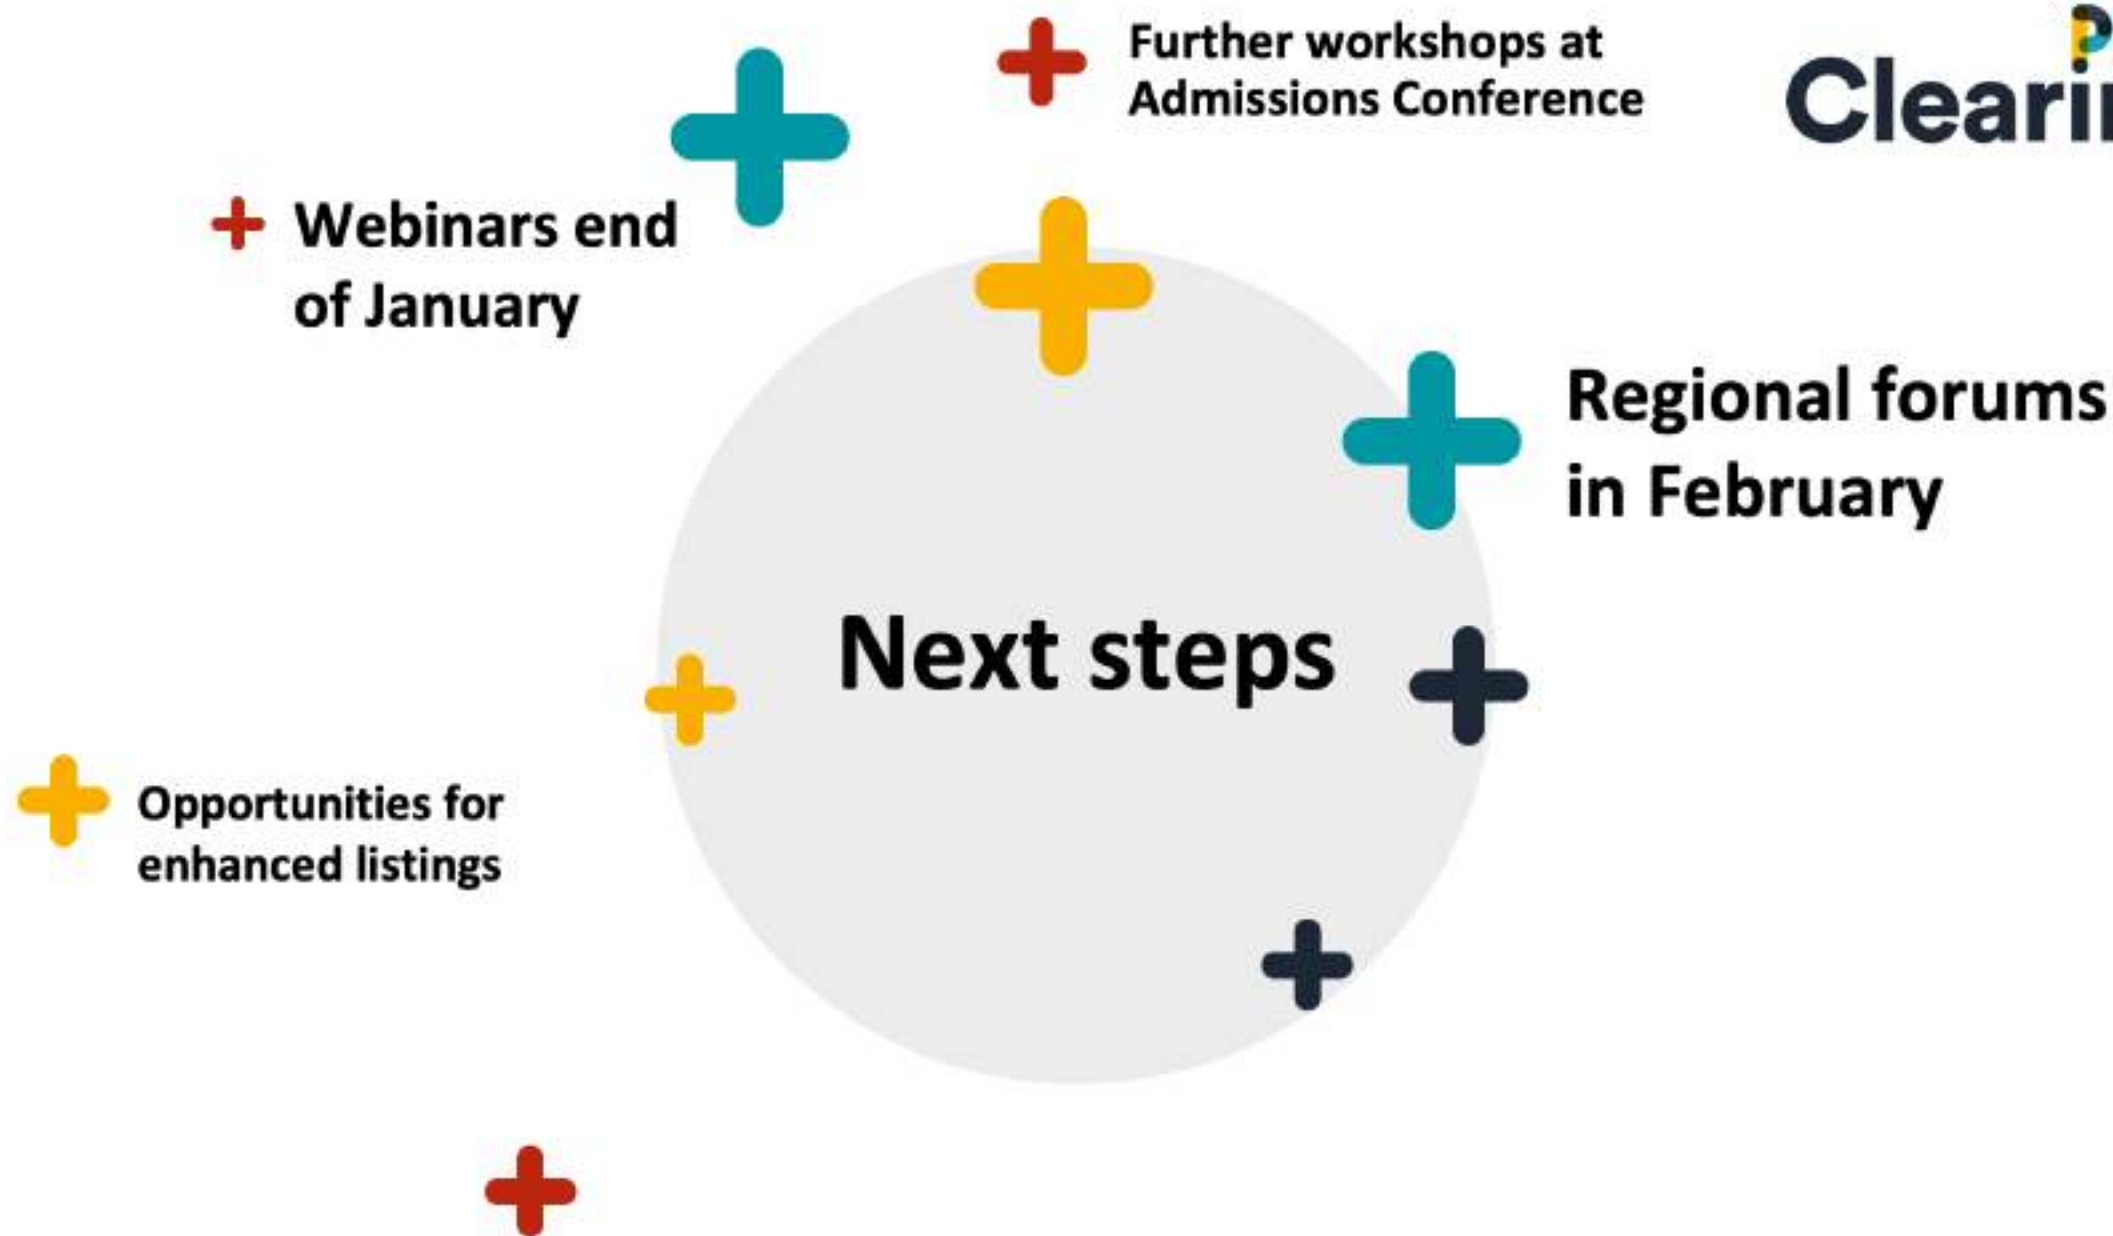 Further workshops at
Admissions Conference
Webinars end
of January
Regional forums
in February
Next steps
Opportunities for
enhanced listings